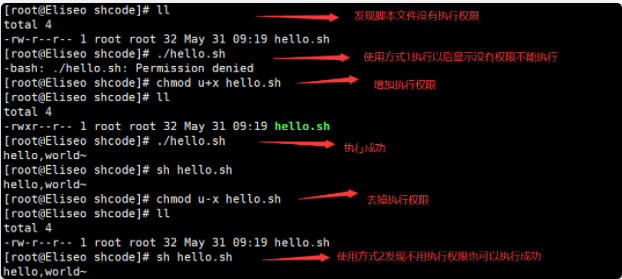 [root@Eliseo shcode]# ll
发现脚本文件没有执行权限
total 4
-rw-r--r-- 1 root root 32 May 31 09:19 hello.sh
[root@Eliseo shcode]# ./hello.sh
使用方式1执行以后显示没有权限不能执行
-bash: ./hello.sh: Permission denied
[root@Eliseo shcode]# chmod u+x hello.sh
增加执行权限
[root@Eliseo shcode]# ll
total 4
-rwxr--r-- 1 root root 32 May 31 09:19 hello.sh
[root@Eliseo shcode]# ./hello.sh
执行成功
hello,world~
[root@Eliseo shcode]# sh hello.sh
hello,world~
[root@Eliseo shcode]# chmod u-x hello.sh
去掉执行权限
[root@Eliseo shcode]# ll
total 4
-rw-r--r-- 1 root root 32 May 31 09:19 hello.sh
[root@Eliseo shcode]# sh hello.sh
使用方式2发现不用执行权限也可以执行成功
hello,world~